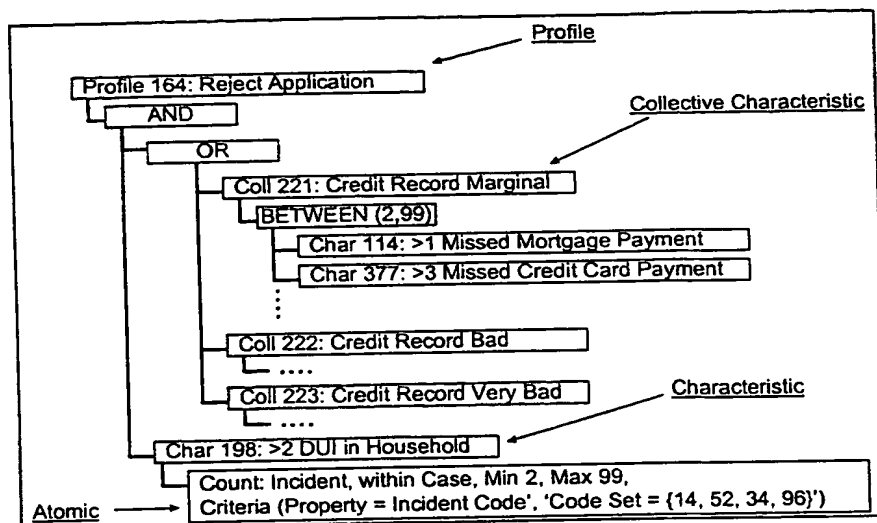 Profile
Profile 164: Reject Application
AND
Collective Characteristic
OR
Coll 221: Credit Record Marginal
BETWEEN (2,99)
Char 114: >1 Missed Mortgage Payment
Char 377: >3 Missed Credit Card Payment
Coll 222: Credit Record Bad
....
Coll 223: Credit Record Very Bad
....
Characteristic
Char 198: >2 DUI in Household
Count: Incident, within Case, Min 2, Max 99,
Criteria (Property = Incident Code', 'Code Set = {14, 52, 34, 96}')
Atomic